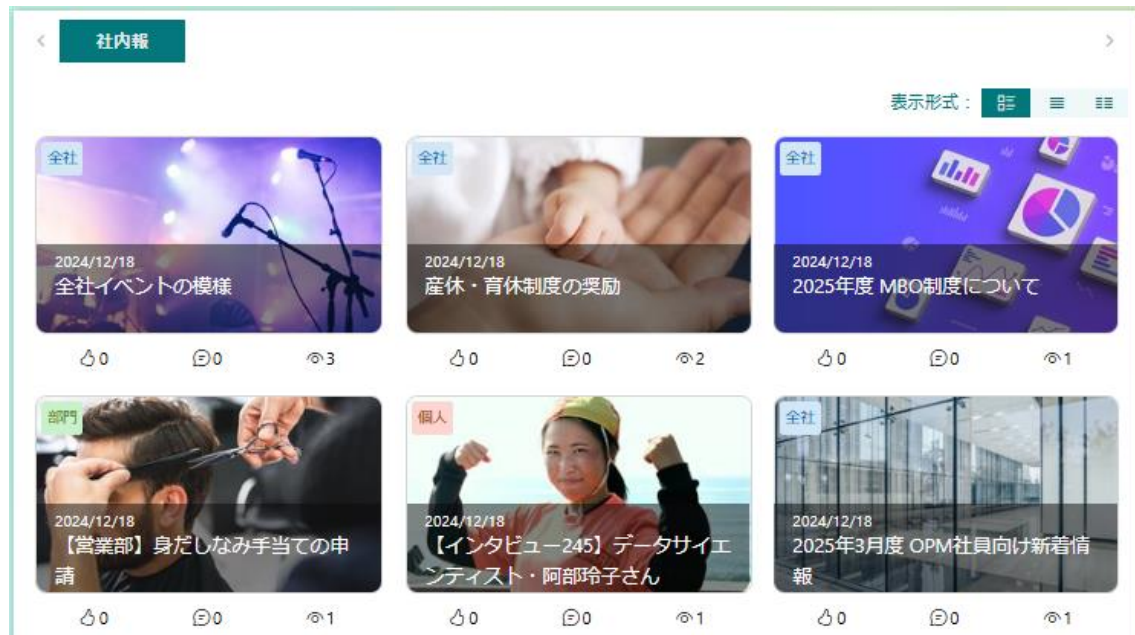 社内報
表示形式：
全社
2024/12/18
全社イベントの模様
0 0 3
全社
2024/12/18
産休・育休制度の奨励
0 0 2
全社
2024/12/18
2025年度 MBO制度について
0 0 1
部門
2024/12/18
【営業部】身だしなみ手当ての申
請
0 0 1
個人
2024/12/18
【インタビュー245】データサイエ
ンティスト・阿部玲子さん
0 0 1
全社
2024/12/18
2025年3月度 OPM社員向け新着情
報
0 0 1